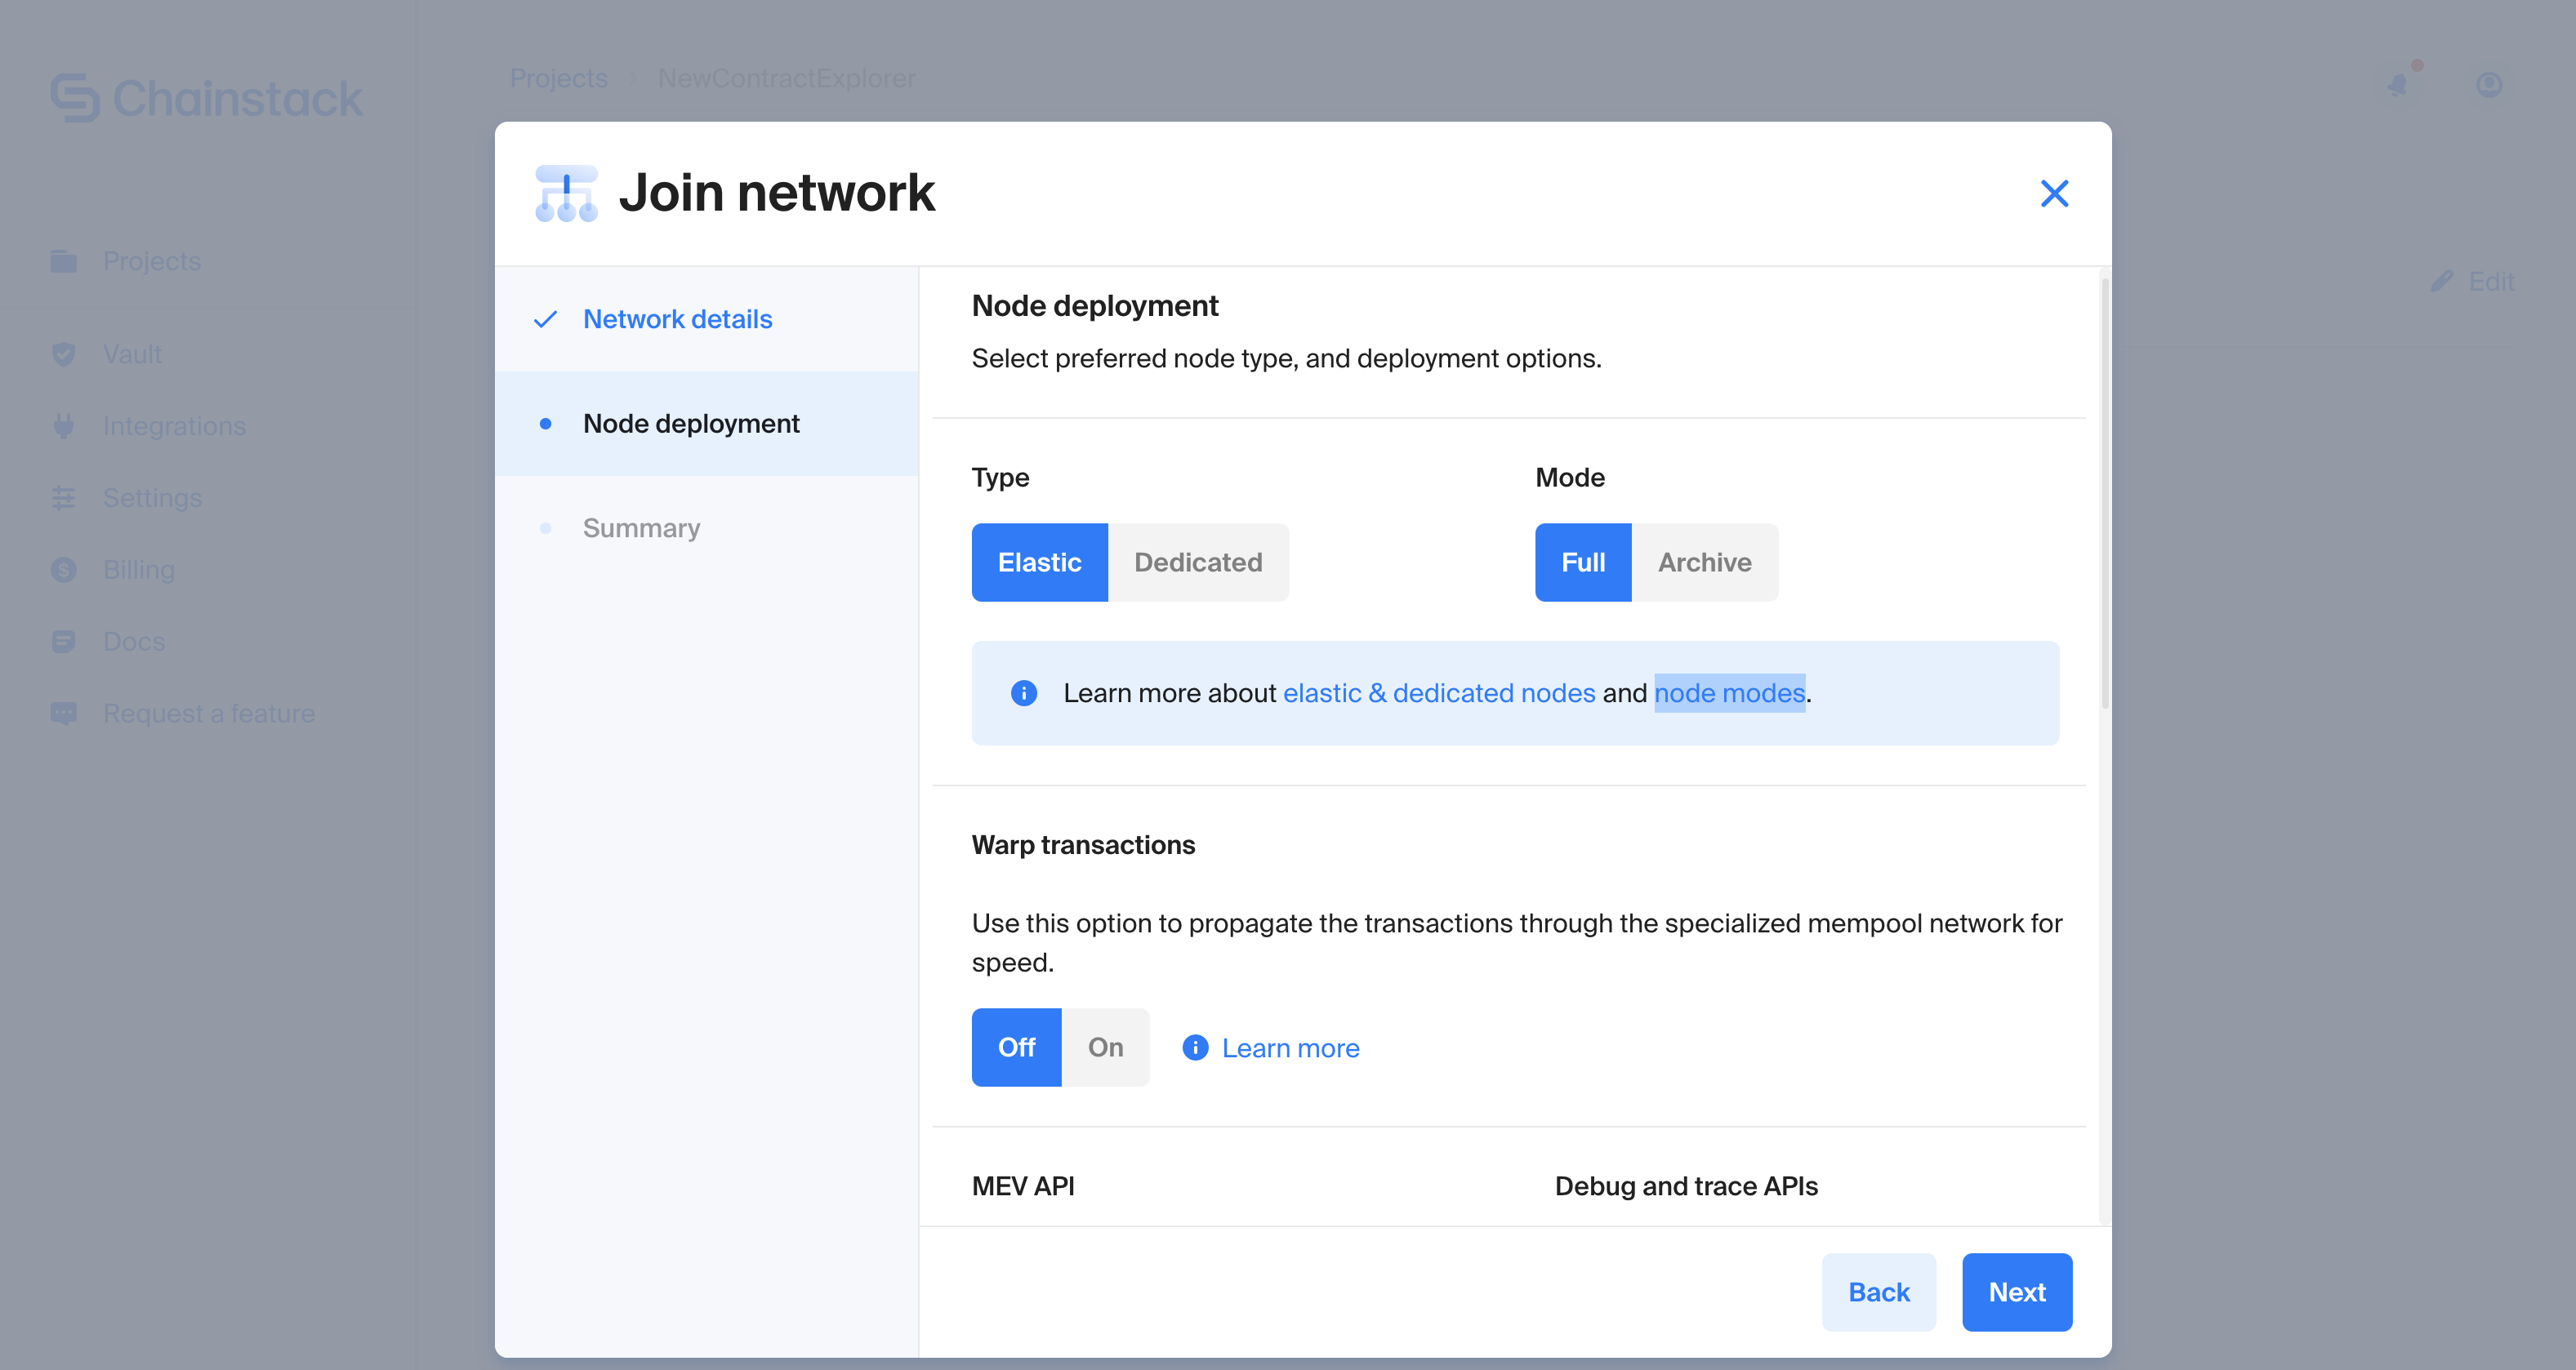 Chainstack
Projects
Vault
Integrations
Settings
Billing
Docs
Request a feature
Projects › NewContractExplorer
Edit
Join network
Network details
Node deployment
Summary
Node deployment
Select preferred node type, and deployment options.
Type
Mode
Elastic Dedicated
Full Archive
Learn more about elastic & dedicated nodes and node modes.
Warp transactions
Use this option to propagate the transactions through the specialized mempool network for
speed.
Off On
Learn more
MEV API
Debug and trace APIs
Back
Next